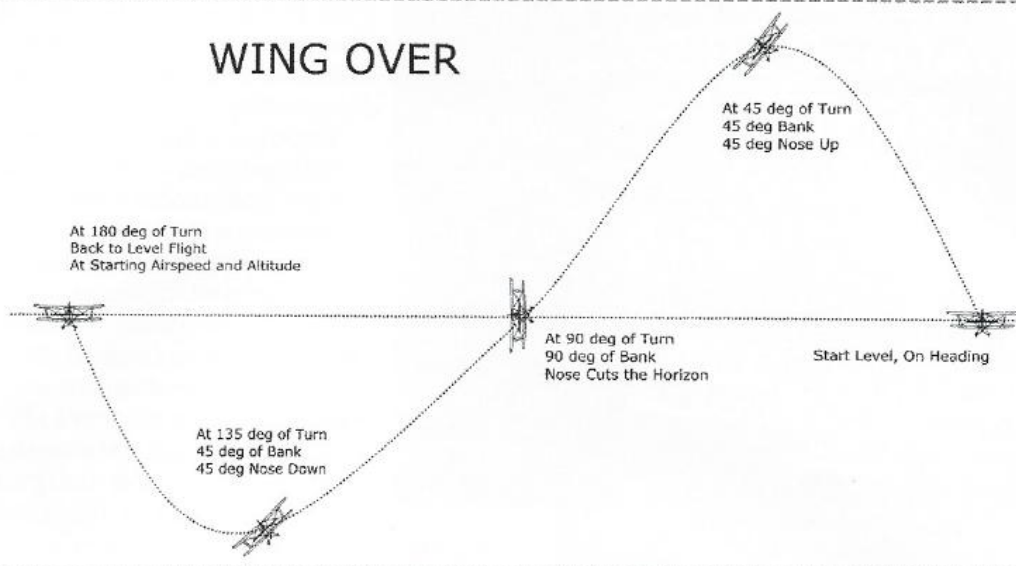 WING OVER
At 45 deg of Turn
45 deg Bank
45 deg Nose Up
At 180 deg of Turn
Back to Level Flight
At Starting Airspeed and Altitude
At 90 deg of Turn
90 deg of Bank
Nose Cuts the Horizon
Start Level, On Heading
At 135 deg of Turn
45 deg of Bank
45 deg Nose Down